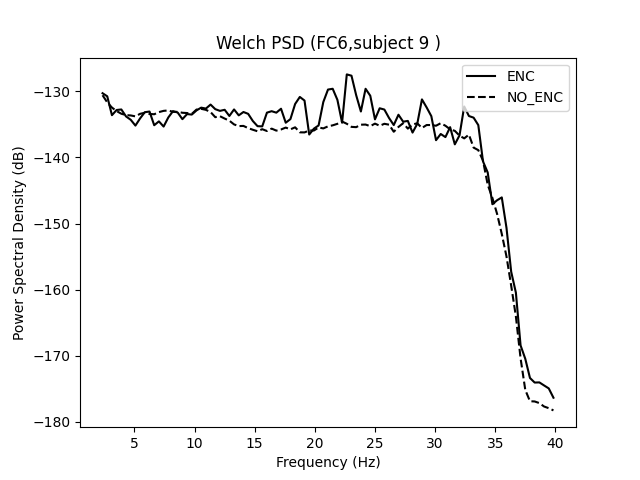 Welch PSD (FC6,subject 9 )
ENC
NO_ENC
Power Spectral Density (dB)
−130
−140
−150
−160
−170
−180
5 10 15 20 25 30 35 40
Frequency (Hz)